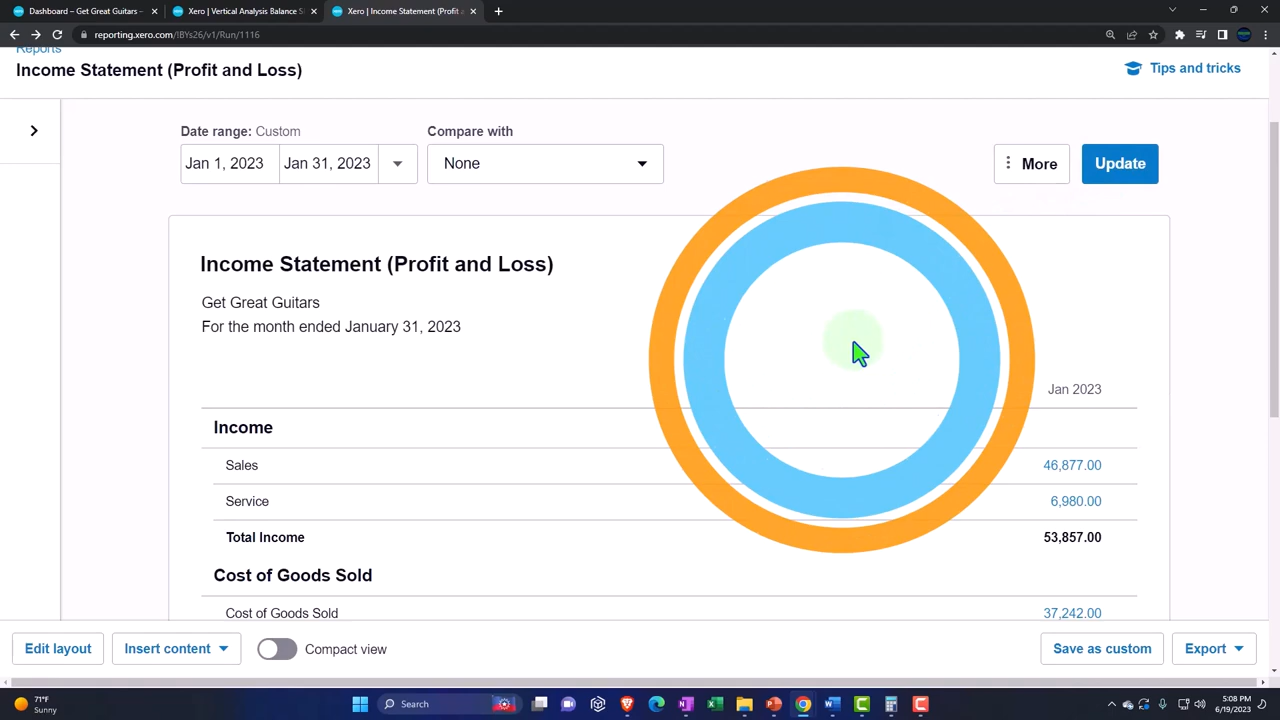 Dashboard – Get Great Guitars –
Xero | Vertical Analysis Balance S
Xero | Income Statement (Profit a
reporting.xero.com/!BYs26/v1/Run/1116
Reports
Income Statement (Profit and Loss)
Tips and tricks
Date range: Custom
Compare with
Jan 1, 2023
Jan 31, 2023
None
More
Update
Income Statement (Profit and Loss)
Get Great Guitars
For the month ended January 31, 2023
Jan 2023
Income
Sales 46,877.00
Service 6,980.00
Total Income 53,857.00
Cost of Goods Sold
Cost of Goods Sold 37,242.00
Edit layout
Insert content
Compact view
Save as custom
Export
71°F
Sunny
Search
5:08 PM
6/19/2023